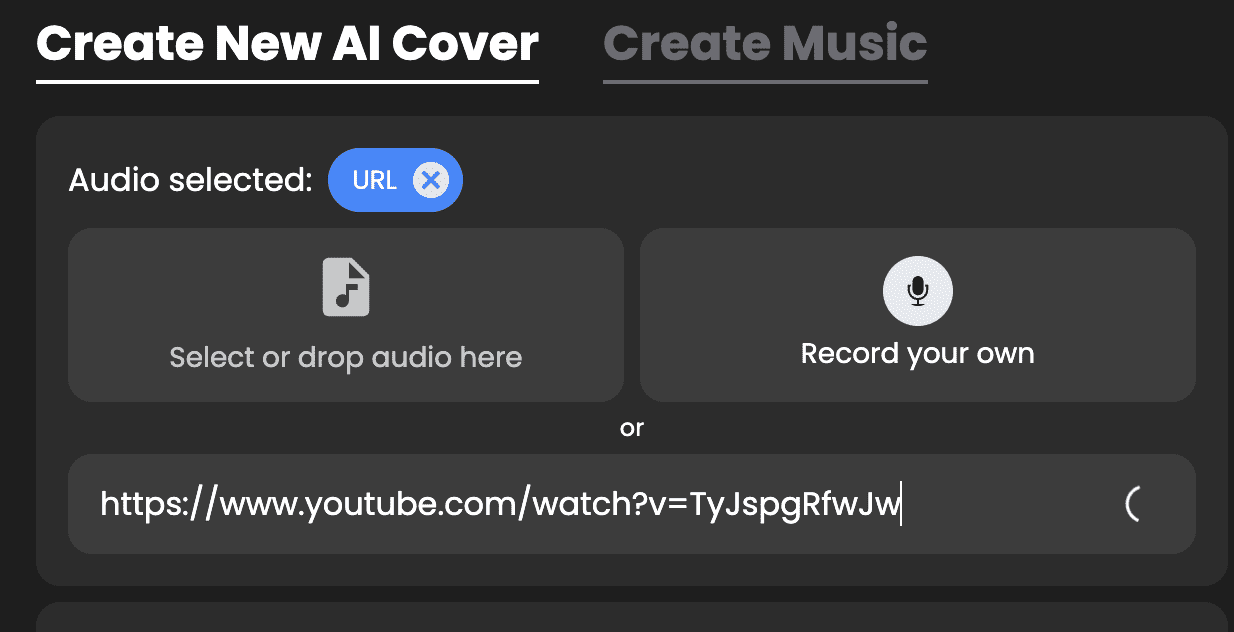 Create New AI Cover
Create Music
Audio selected:
URL
Select or drop audio here
Record your own
or
https://www.youtube.com/watch?v=TyJspgRfwJw